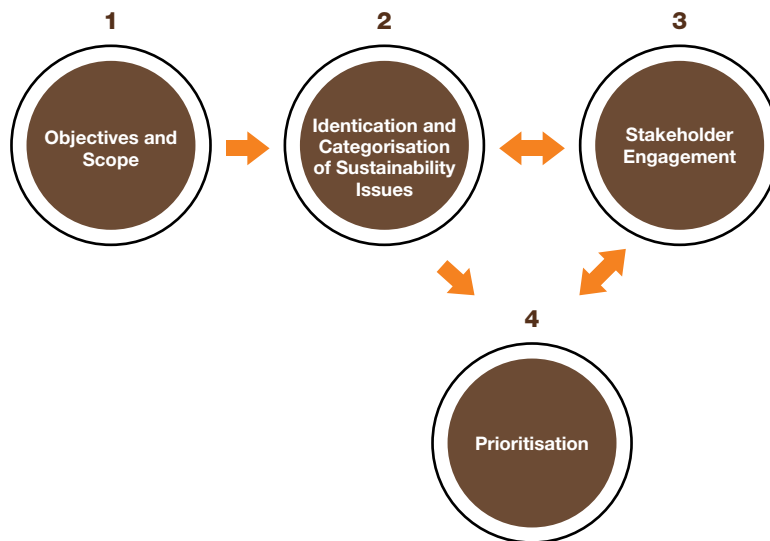 1
Objectives and
Scope
2
Identication and
Categorisation
of Sustainability
Issues
3
Stakeholder
Engagement
4
Prioritisation